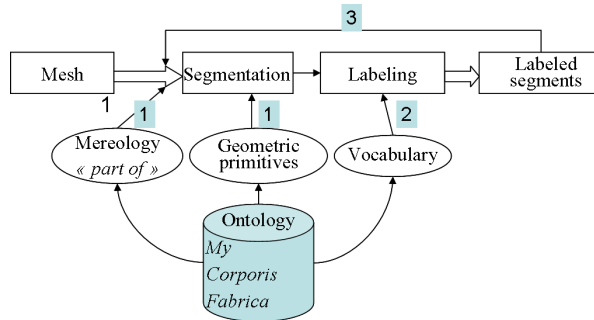 3
Mesh
Segmentation
Labeling
Labeled
segments
1
1
1
2
Mereology
« part of »
Geometric
primitives
Vocabulary
Ontology
My
Corporis
Fabrica